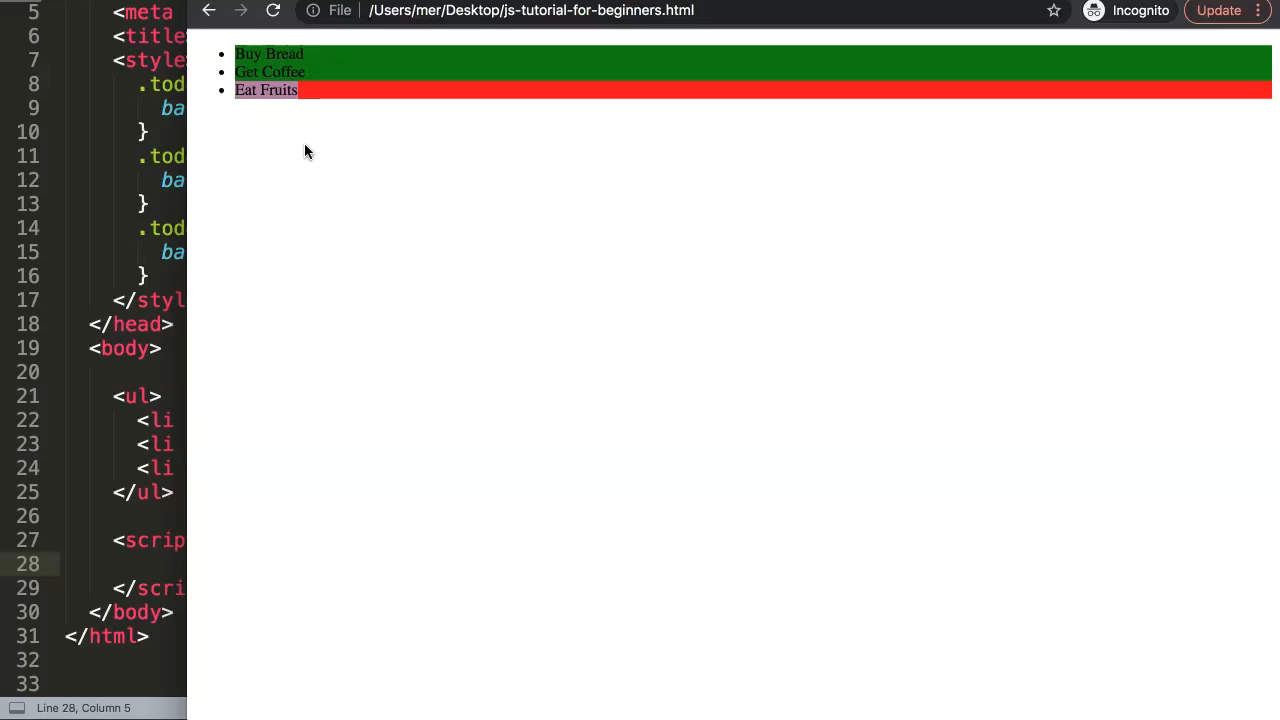 File /Users/mer/Desktop/js-tutorial-for-beginners.html Incognito Update
Buy Bread
Get Coffee
Eat Fruits
5 <meta
6 <title
7 <style
8 .tod
9 ba
10 }
11 .tod
12 ba
13 }
14 .tod
15 ba
16 }
17 </styl
18 </head>
19 <body>
20
21 <ul>
22 <li
23 <li
24 <li
25 </ul>
26
27 <scrip
28
29 </scri
30 </body>
31 </html>
32
33
Line 28, Column 5